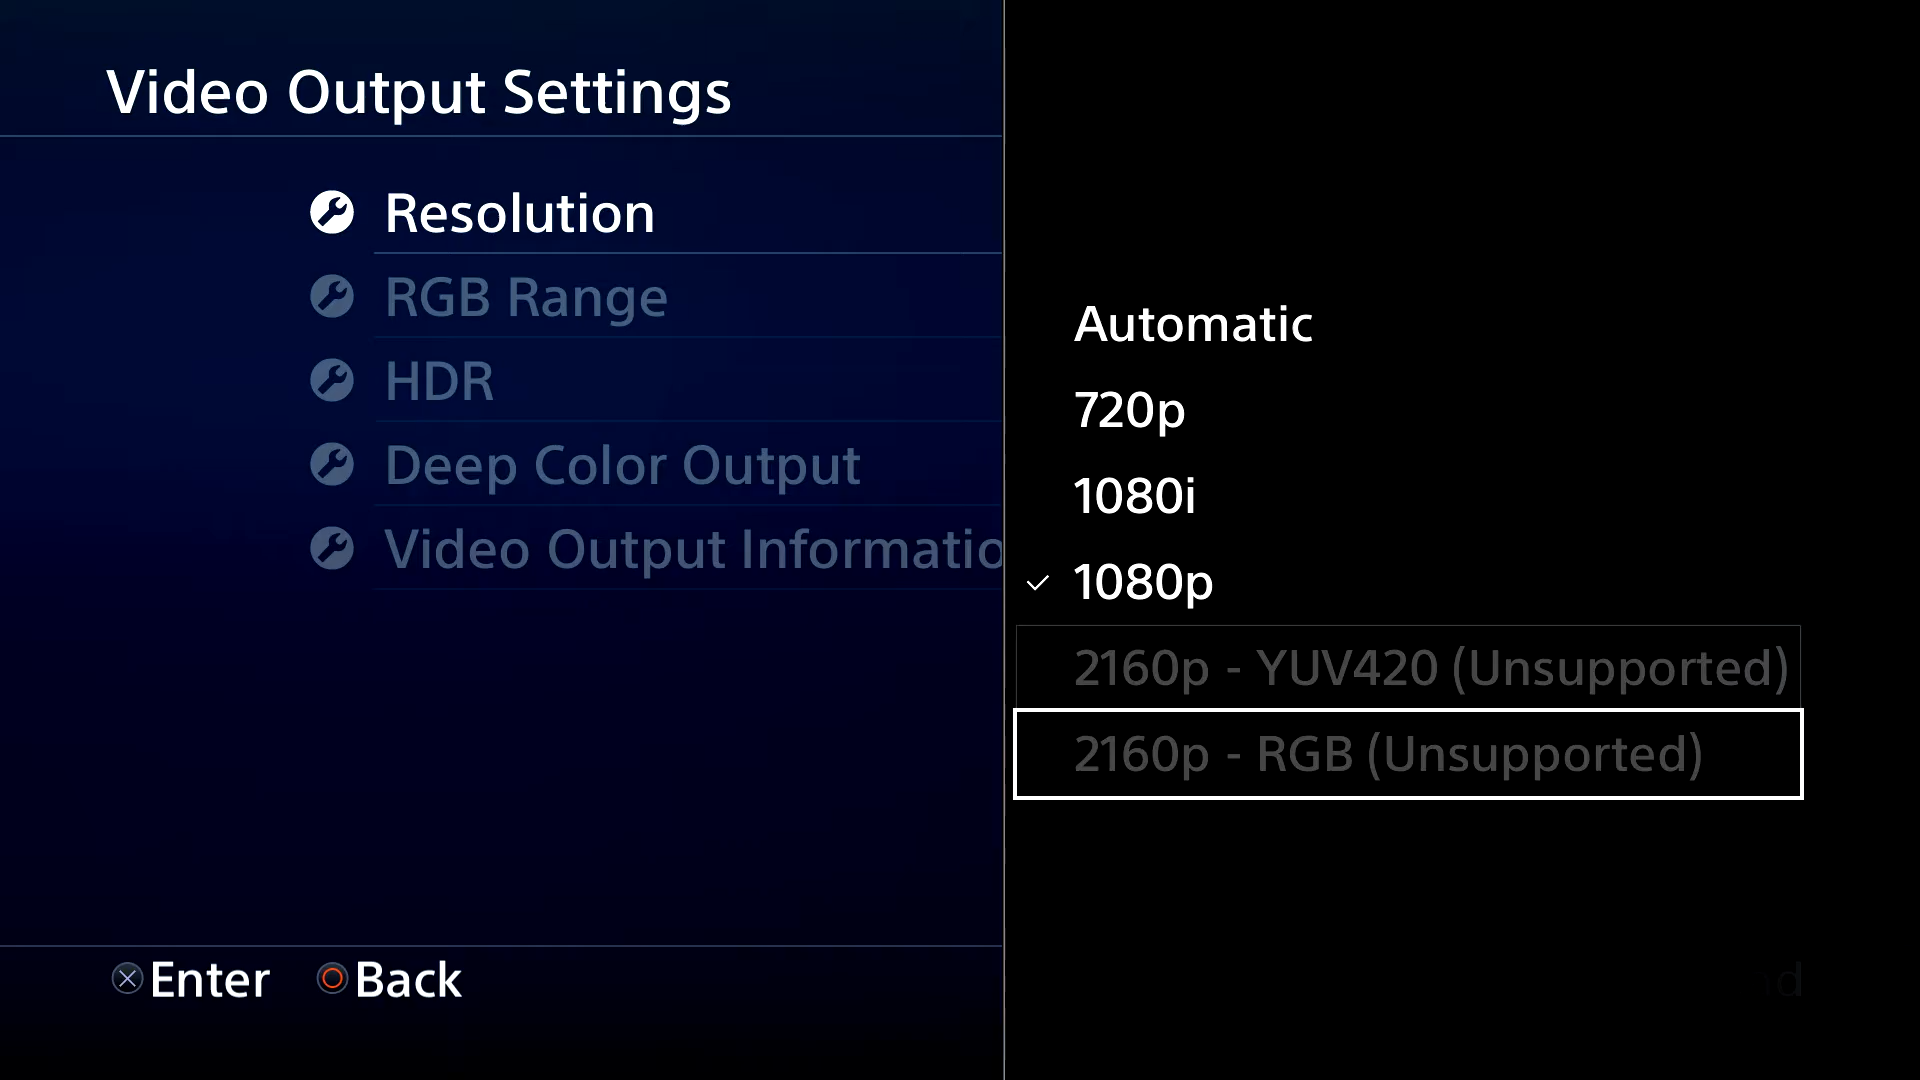 Video Output Settings
Resolution
RGB Range
HDR
Deep Color Output
Video Output Informatio
Automatic
720p
1080i
1080p
2160p - YUV420 (Unsupported)
2160p - RGB (Unsupported)
Enter
Back